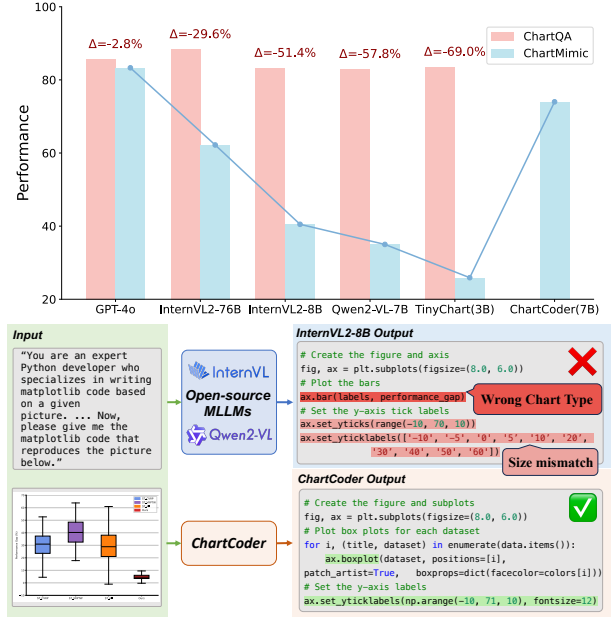 100
80
60
40
20
Performance
Δ=-2.8%
Δ=-29.6%
Δ=-51.4%
Δ=-57.8%
Δ=-69.0%
ChartQA
ChartMimic
GPT-4o
InternVL2-76B
InternVL2-8B
Qwen2-VL-7B
TinyChart(3B)
ChartCoder(7B)
Input
“You are an expert
Python developer who
specializes in writing
matplotlib code based
on a given
picture. ... Now,
please give me the
matplotlib code that
reproduces the picture
below.”
InternVL
Open-source
MLLMs
Qwen2-VL
ChartCoder
InternVL2-8B Output
# Create the figure and axis
fig, ax = plt.subplots(figsize=(8.0, 6.0))
# Plot the bars
ax.bar(labels, performance_gap)
Wrong Chart Type
# Set the y-axis tick labels
ax.set_yticks(range(-10, 70, 10))
ax.set_yticklabels(['-10', '-5', '0', '5', '10', '20',
'30', '40', '50', '60'])
Size mismatch
ChartCoder Output
# Create the figure and subplots
fig, ax = plt.subplots(figsize=(8.0, 6.0))
# Plot box plots for each dataset
for i, (title, dataset) in enumerate(data.items()):
ax.boxplot(dataset, positions=[i],
patch_artist=True, boxprops=dict(facecolor=colors[i]))
# Set the y-axis labels
ax.set_yticklabels(np.arange(-10, 71, 10), fontsize=12)